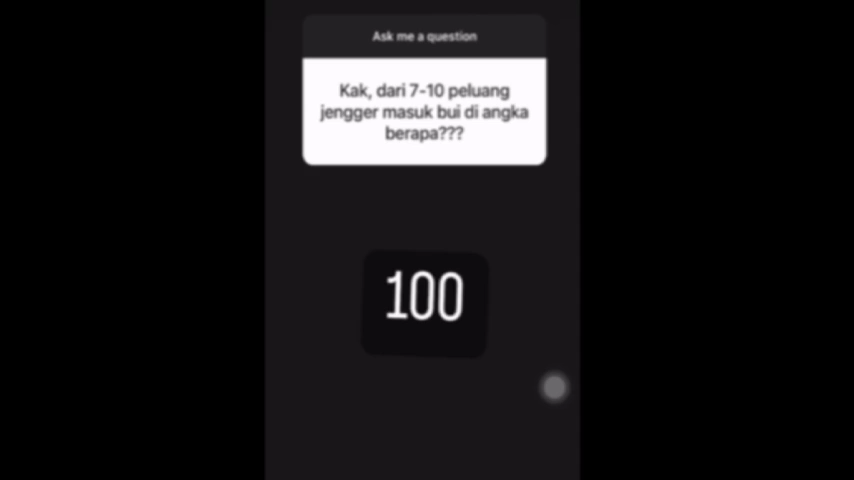 Ask me a question
Kak, dari 7-10 peluang
jengger masuk bui di angka
berapa???
100